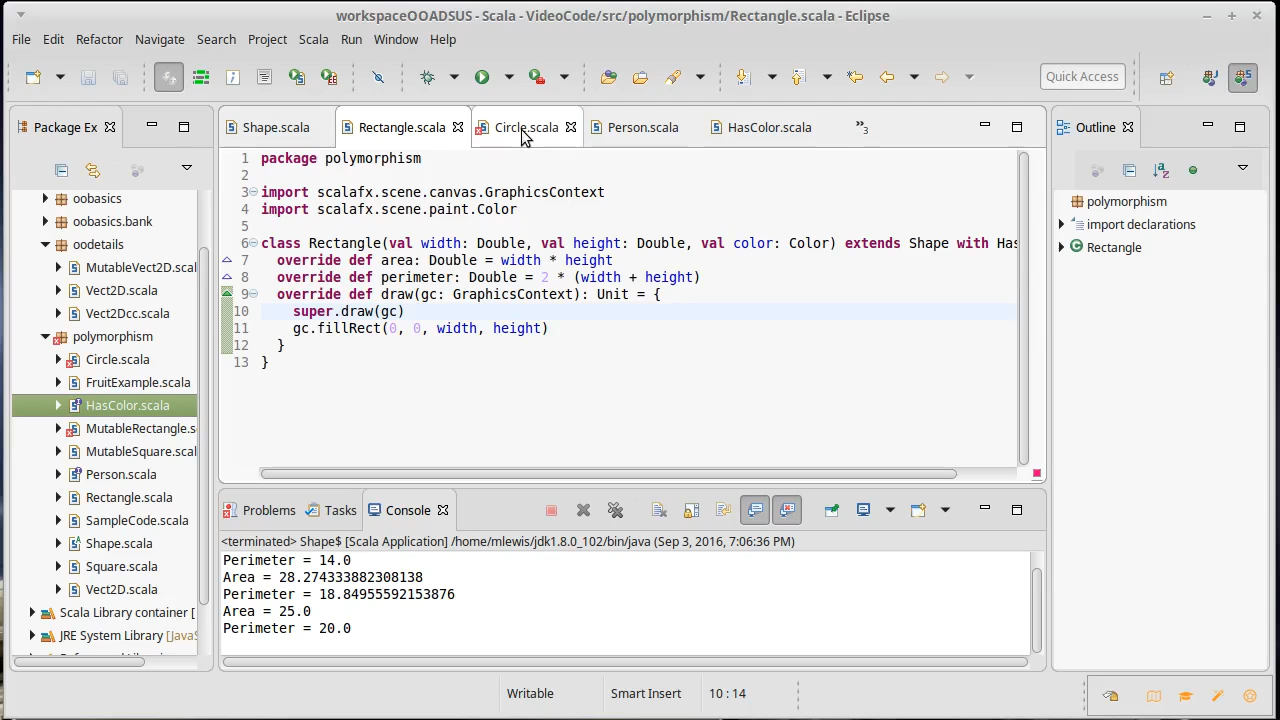 workspaceOOADSUS - Scala - VideoCode/src/polymorphism/Rectangle.scala - Eclipse
File Edit Refactor Navigate Search Project Scala Run Window Help
Quick Access
Package Ex
oobasics
oobasics.bank
oodetails
MutableVect2D.scal
Vect2D.scala
Vect2Dcc.scala
polymorphism
Circle.scala
FruitExample.scala
HasColor.scala
MutableRectangle.s
MutableSquare.scala
Person.scala
Rectangle.scala
SampleCode.scala
Shape.scala
Square.scala
Vect2D.scala
Scala Library container [
JRE System Library [JavaS
Shape.scala Rectangle.scala Circle.scala Person.scala HasColor.scala »3
1 package polymorphism
2
3 import scalafx.scene.canvas.GraphicsContext
4 import scalafx.scene.paint.Color
5
6 class Rectangle(val width: Double, val height: Double, val color: Color) extends Shape with Has
7 override def area: Double = width * height
8 override def perimeter: Double = 2 * (width + height)
9 override def draw(gc: GraphicsContext): Unit = {
10 super.draw(gc)
11 gc.fillRect(0, 0, width, height)
12 }
13 }
Problems Tasks Console
<terminated> Shape$ [Scala Application] /home/mlewis/jdk1.8.0_102/bin/java (Sep 3, 2016, 7:06:36 PM)
Perimeter = 14.0
Area = 28.274333882308138
Perimeter = 18.84955592153876
Area = 25.0
Perimeter = 20.0
Outline
polymorphism
import declarations
Rectangle
Writable Smart Insert 10 : 14